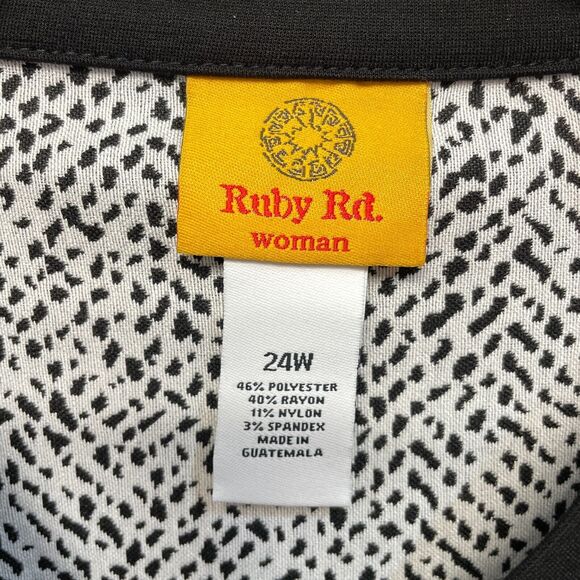 Ruby Rd.
woman
24W
46% POLYESTER
40% RAYON
11% NYLON
3% SPANDEX
MADE IN
GUATEMALA